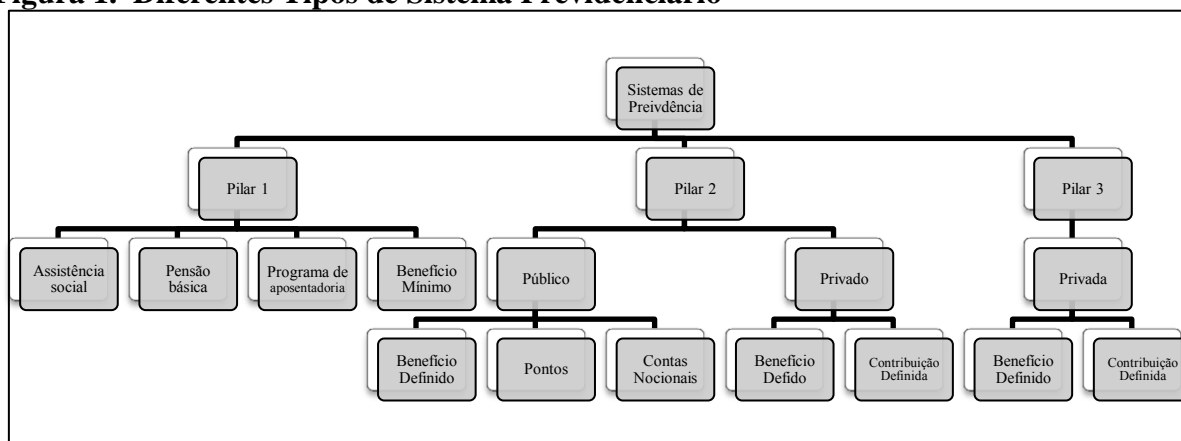 Figura 1. Diferentes Tipos de Sistema Previdenciário
Sistemas de
Preivdência
Pilar 1
Pilar 2
Pilar 3
Assistência
social
Pensão
básica
Programa de
aposentadoria
Benefício
Mínimo
Público
Privado
Privada
Benefício
Definido
Pontos
Contas
Nocionais
Benefício
Defido
Contribuição
Definida
Benefício
Definido
Contribuição
Definida